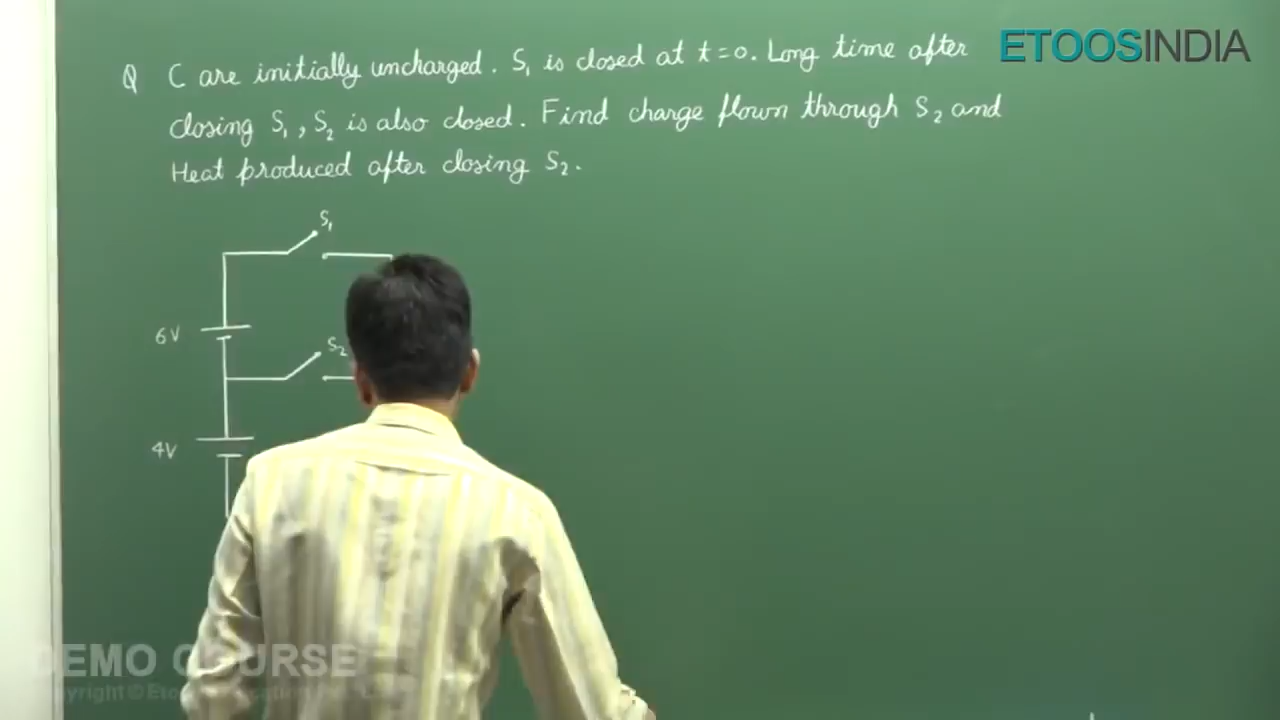 ETOOSINDIA
Q C are initially uncharged. S₁ is closed at t=0. Long time after
closing S₁, S₂ is also closed. Find charge flown through S₂ and
Heat produced after closing S₂.
S₁
6V
S₂
4V
DEMO COURSE